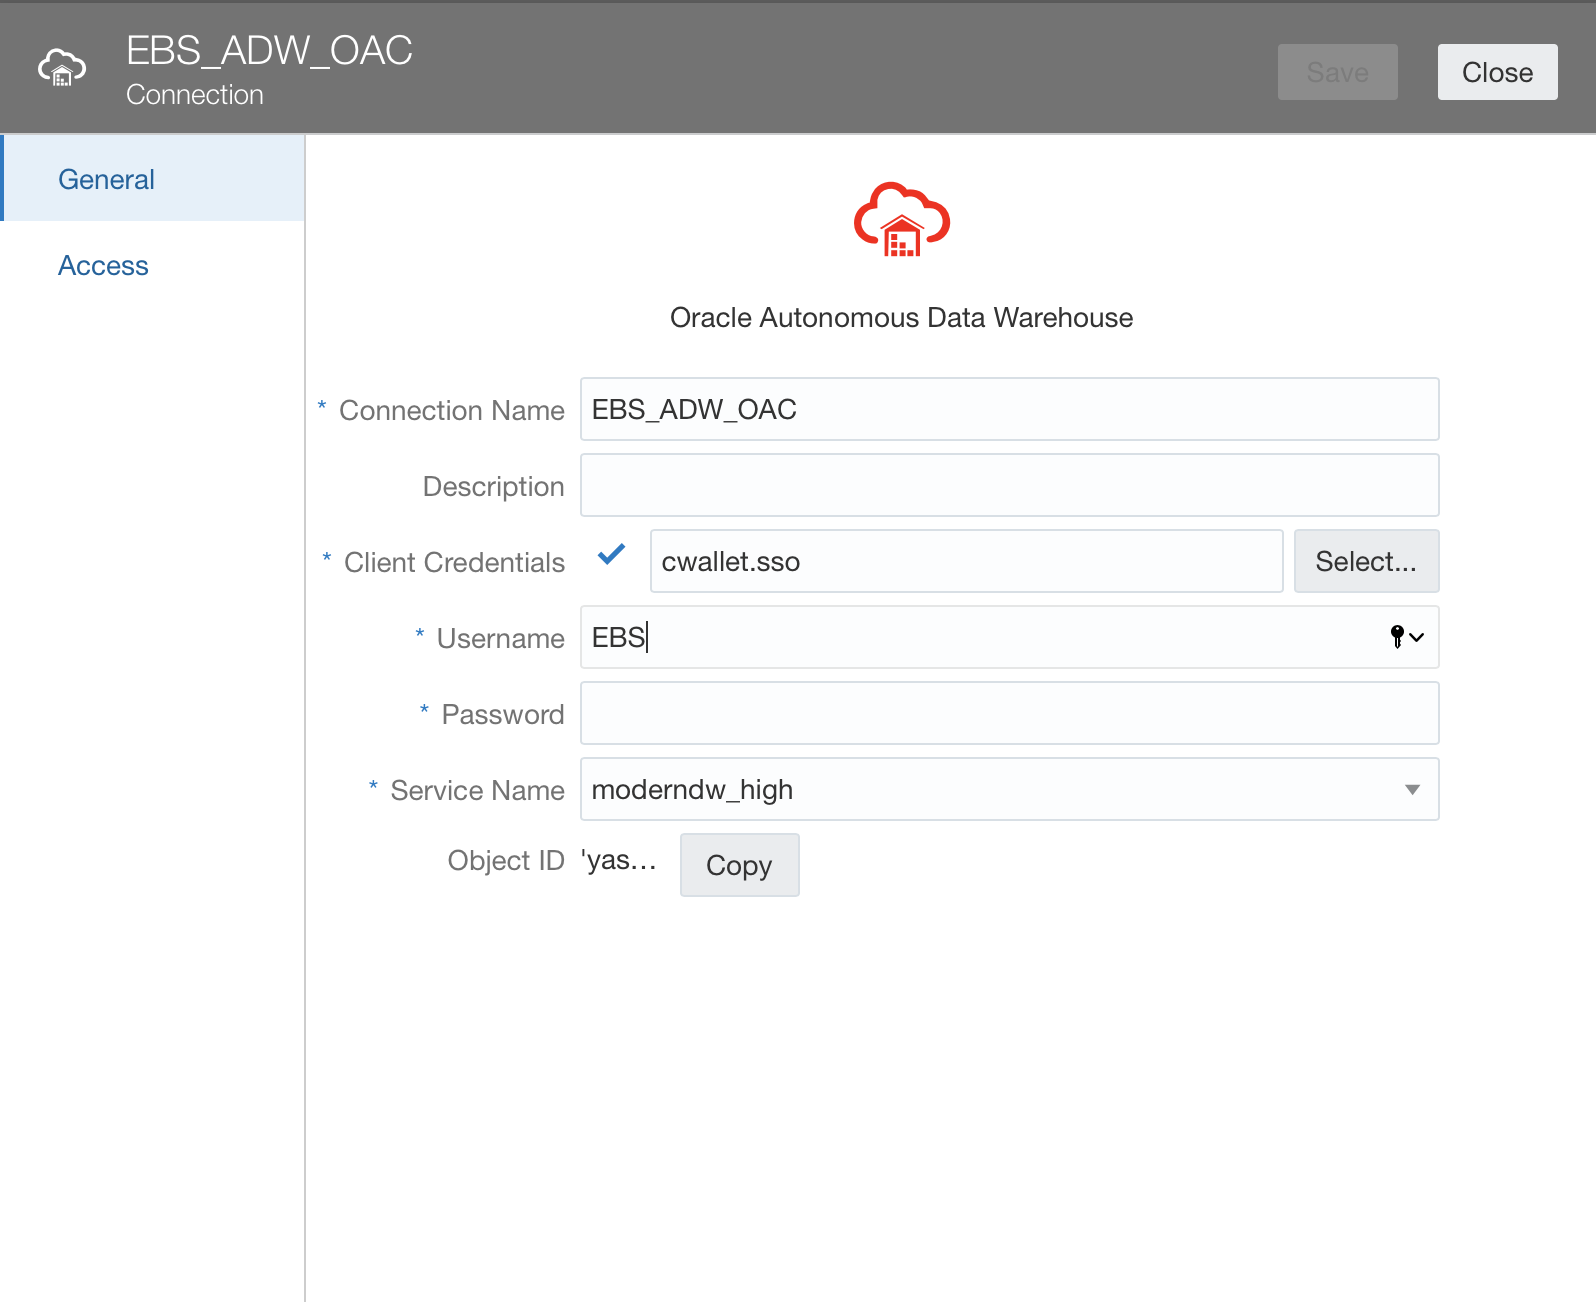 EBS_ADW_OAC
Connection
Save
Close
General
Access
Oracle Autonomous Data Warehouse
* Connection Name EBS_ADW_OAC
Description
* Client Credentials cwallet.sso Select...
* Username EBS
* Password
* Service Name moderndw_high
Object ID 'yas... Copy